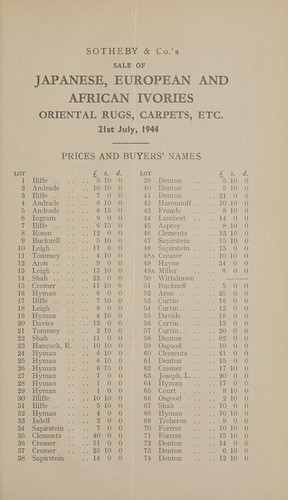 SOTHEBY & Co.'s
SALE OF
JAPANESE, EUROPEAN AND
AFRICAN IVORIES
ORIENTAL RUGS, CARPETS, ETC.
21st July, 1944
PRICES AND BUYERS' NAMES
LOT £ s. d.
1 Iliffe .. .. .. 5 10 0
2 Andrade .. .. 10 10 0
3 Iliffe .. .. .. 7 0 0
4 Andrade .. .. 8 10 0
5 Andrade .. .. 6 15 0
6 Ingram .. .. 9 0 0
7 Iliffe .. .. .. 6 15 0
8 Rosen .. .. 12 0 0
9 Bucknell .. .. 5 10 0
10 Leigh .. .. .. 11 0 0
11 Tommey .. .. 4 10 0
12 Aron .. .. .. 9 0 0
13 Leigh .. .. .. 13 10 0
14 Shah .. .. .. 22 0 0
15 Cresner .. .. 11 10 0
16 Hyman .. .. 6 0 0
17 Iliffe .. .. .. 7 10 0
18 Leigh .. .. .. 9 0 0
19 Hyman .. .. 4 10 0
20 Davies .. .. 13 0 0
21 Tommey .. .. 2 10 0
22 Shah .. .. .. 11 0 0
23 Hancock, R. .. 10 10 0
24 Hyman .. .. 6 10 0
25 Hyman .. .. 6 10 0
26 Hyman .. .. 6 15 0
27 Hyman .. .. 7 0 0
28 Hyman .. .. 1 0 0
29 Hyman .. .. 1 0 0
30 Iliffe .. .. .. 10 10 0
31 Iliffe .. .. .. 5 10 0
32 Hyman .. .. 4 0 0
33 Isdell .. .. 2 0 0
34 Sapirstein .. .. 7 0 0
35 Clements .. .. 40 0 0
36 Cresner .. .. 51 0 0
37 Cresner .. .. 25 10 0
38 Sapirstein .. .. 14 0 0
LOT £ s. d.
39 Denton .. .. 5 10 0
40 Denton .. .. 5 10 0
41 Denton .. .. 21 0 0
42 Harounoff .. .. 10 10 0
43 Froude .. .. 8 10 0
44 Lambert .. .. 14 0 0
45 Asprey .. .. 8 10 0
46 Clements .. .. 13 10 0
47 Sapirstein .. .. 15 10 0
48 Sapirstein .. .. 13 0 0
48A Cresner .. .. 10 10 0
49 Hayne .. .. 34 0 0
49A Miller .. .. 8 0 0
50 Withdrawn
51 Bucknell .. .. 5 0 0
52 Aron .. .. .. 25 0 0
53 Curtin .. .. 16 0 0
54 Curtin .. .. 12 0 0
55 Davids .. .. 18 0 0
56 Curtin .. .. 13 0 0
57 Curtin .. .. 20 0 0
58 Denton .. .. 82 0 0
59 Osgood .. .. 10 10 0
60 Clements .. .. 41 0 0
61 Denton .. .. 15 0 0
62 Cresner .. .. 17 10 0
63 Joseph, L. .. 20 0 0
64 Hyman .. .. 17 0 0
65 Court .. .. .. 8 10 0
66 Osgood .. .. 2 10 0
67 Shah .. .. .. 10 0 0
68 Hyman .. .. 10 10 0
69 Treherne .. .. 9 0 0
70 Forrest .. .. 10 10 0
71 Forrest .. .. 15 10 0
72 Denton .. .. 14 0 0
73 Denton .. .. 6 10 0
74 Denton .. .. 12 10 0